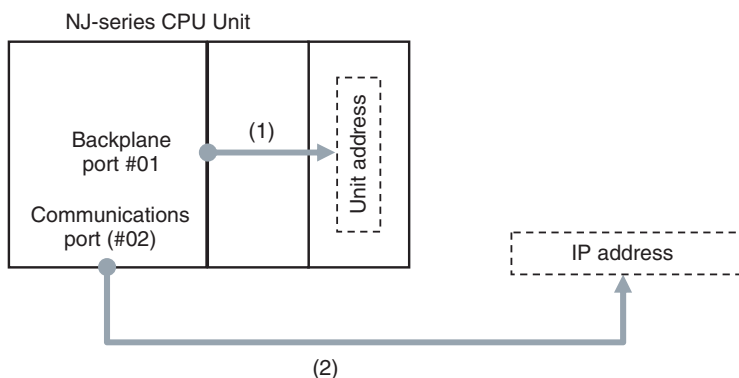 NJ-series CPU Unit
Backplane
port #01
(1)
Unit address
Communications
port (#02)
IP address
(2)